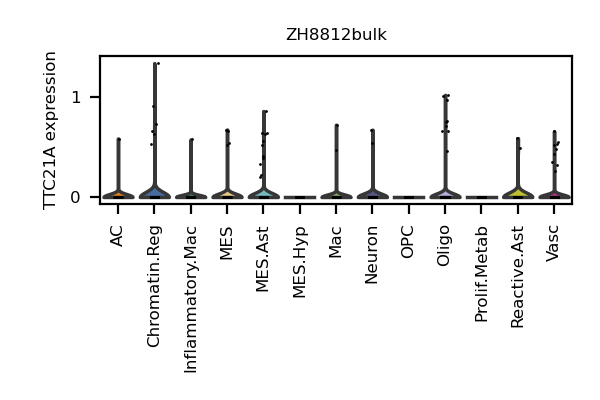 ZH8812bulk
TTC21A expression
1
0
AC
Chromatin.Reg
Inflammatory.Mac
MES
MES.Ast
MES.Hyp
Mac
Neuron
OPC
Oligo
Prolif.Metab
Reactive.Ast
Vasc